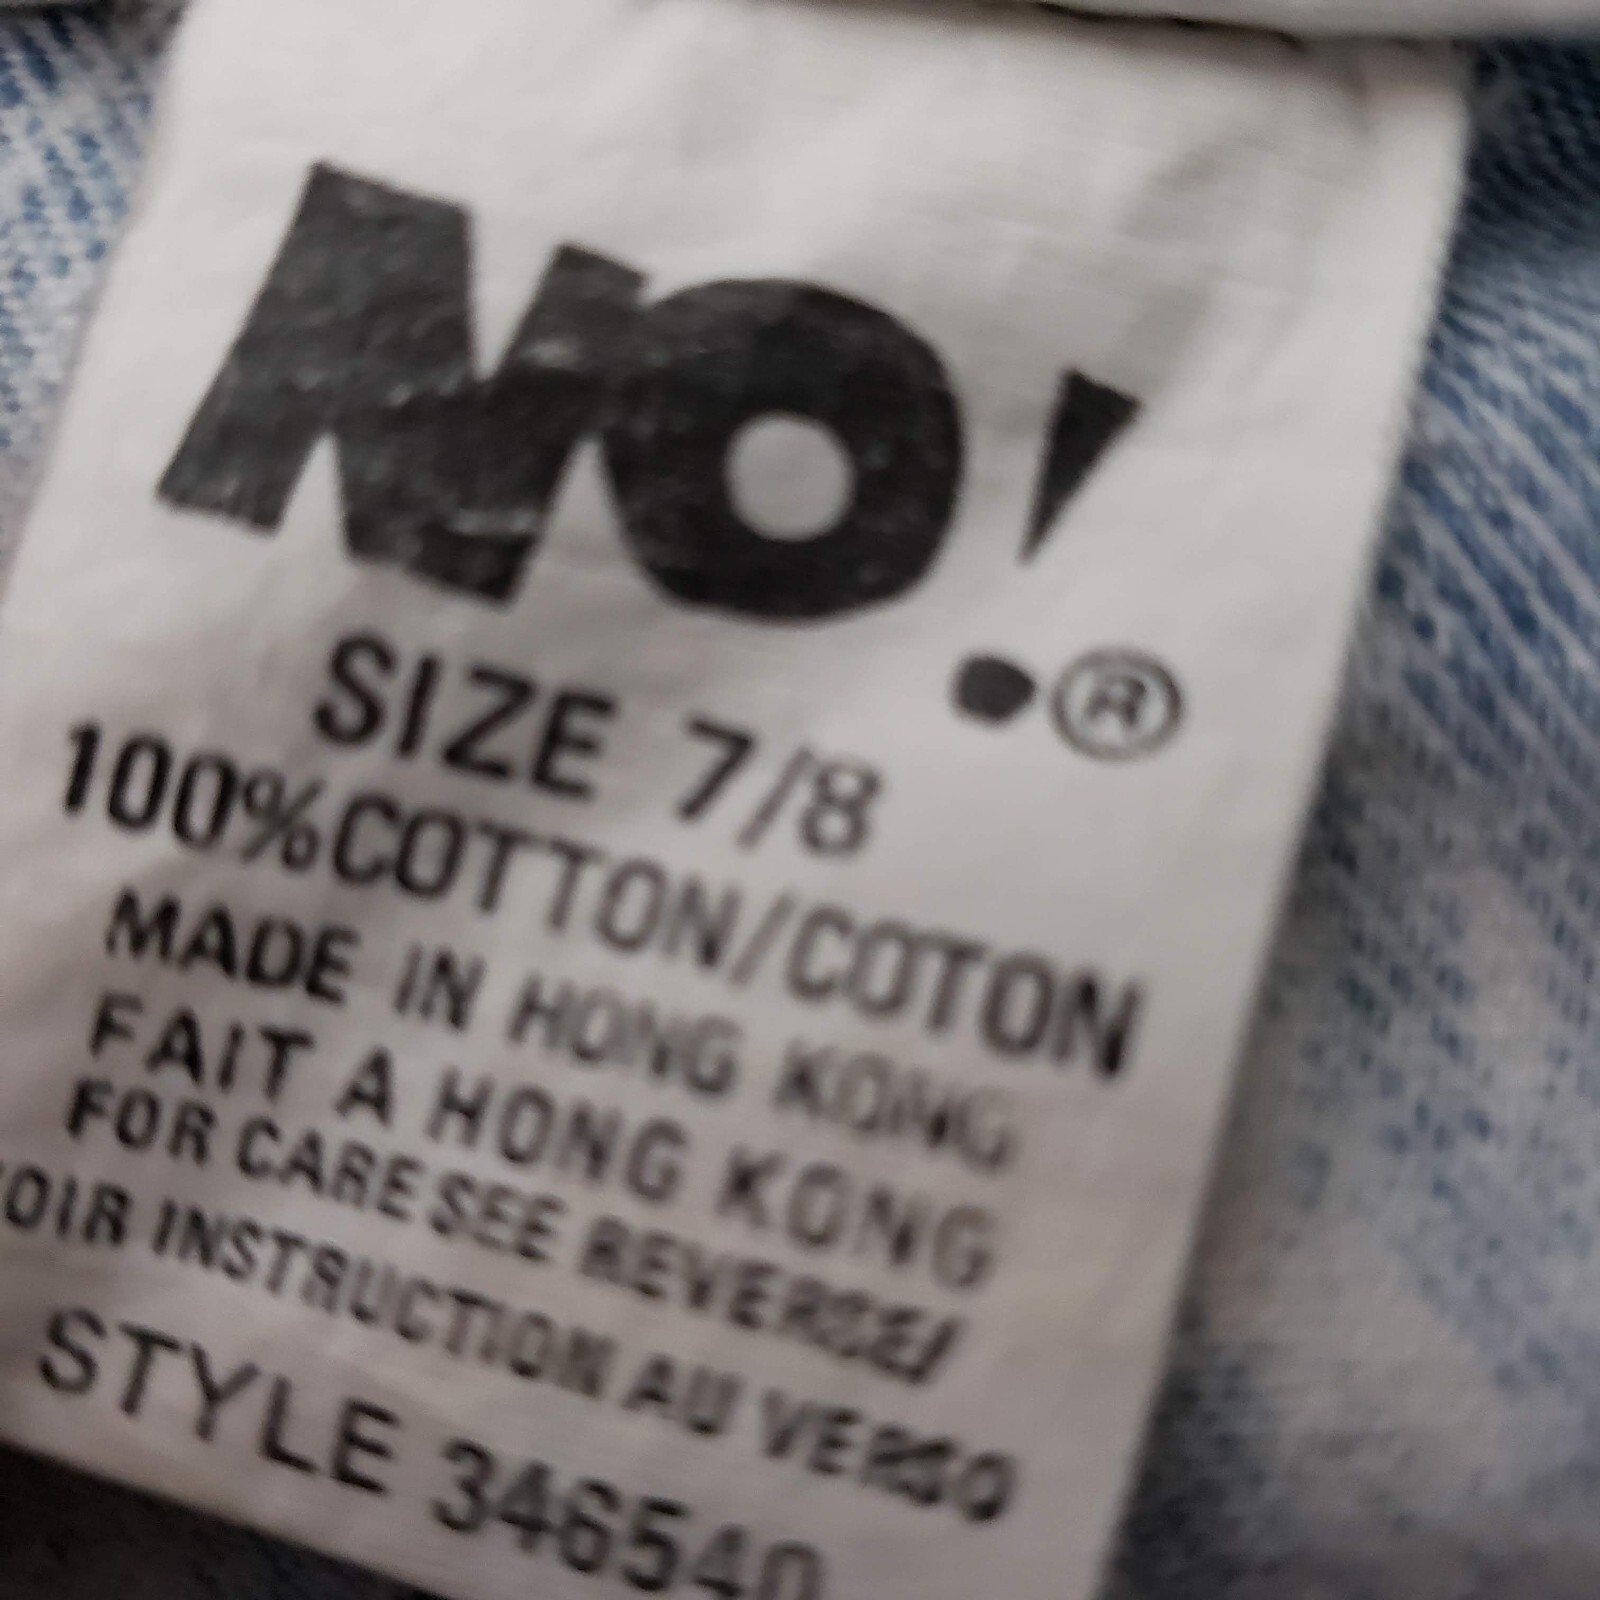 NO!®
SIZE 7/8
100%COTTON/COTON
MADE IN HONG KONG
FAIT A HONG KONG
FOR CARE SEE REVERSE/
VOIR INSTRUCTION AU VERSO
STYLE 346540